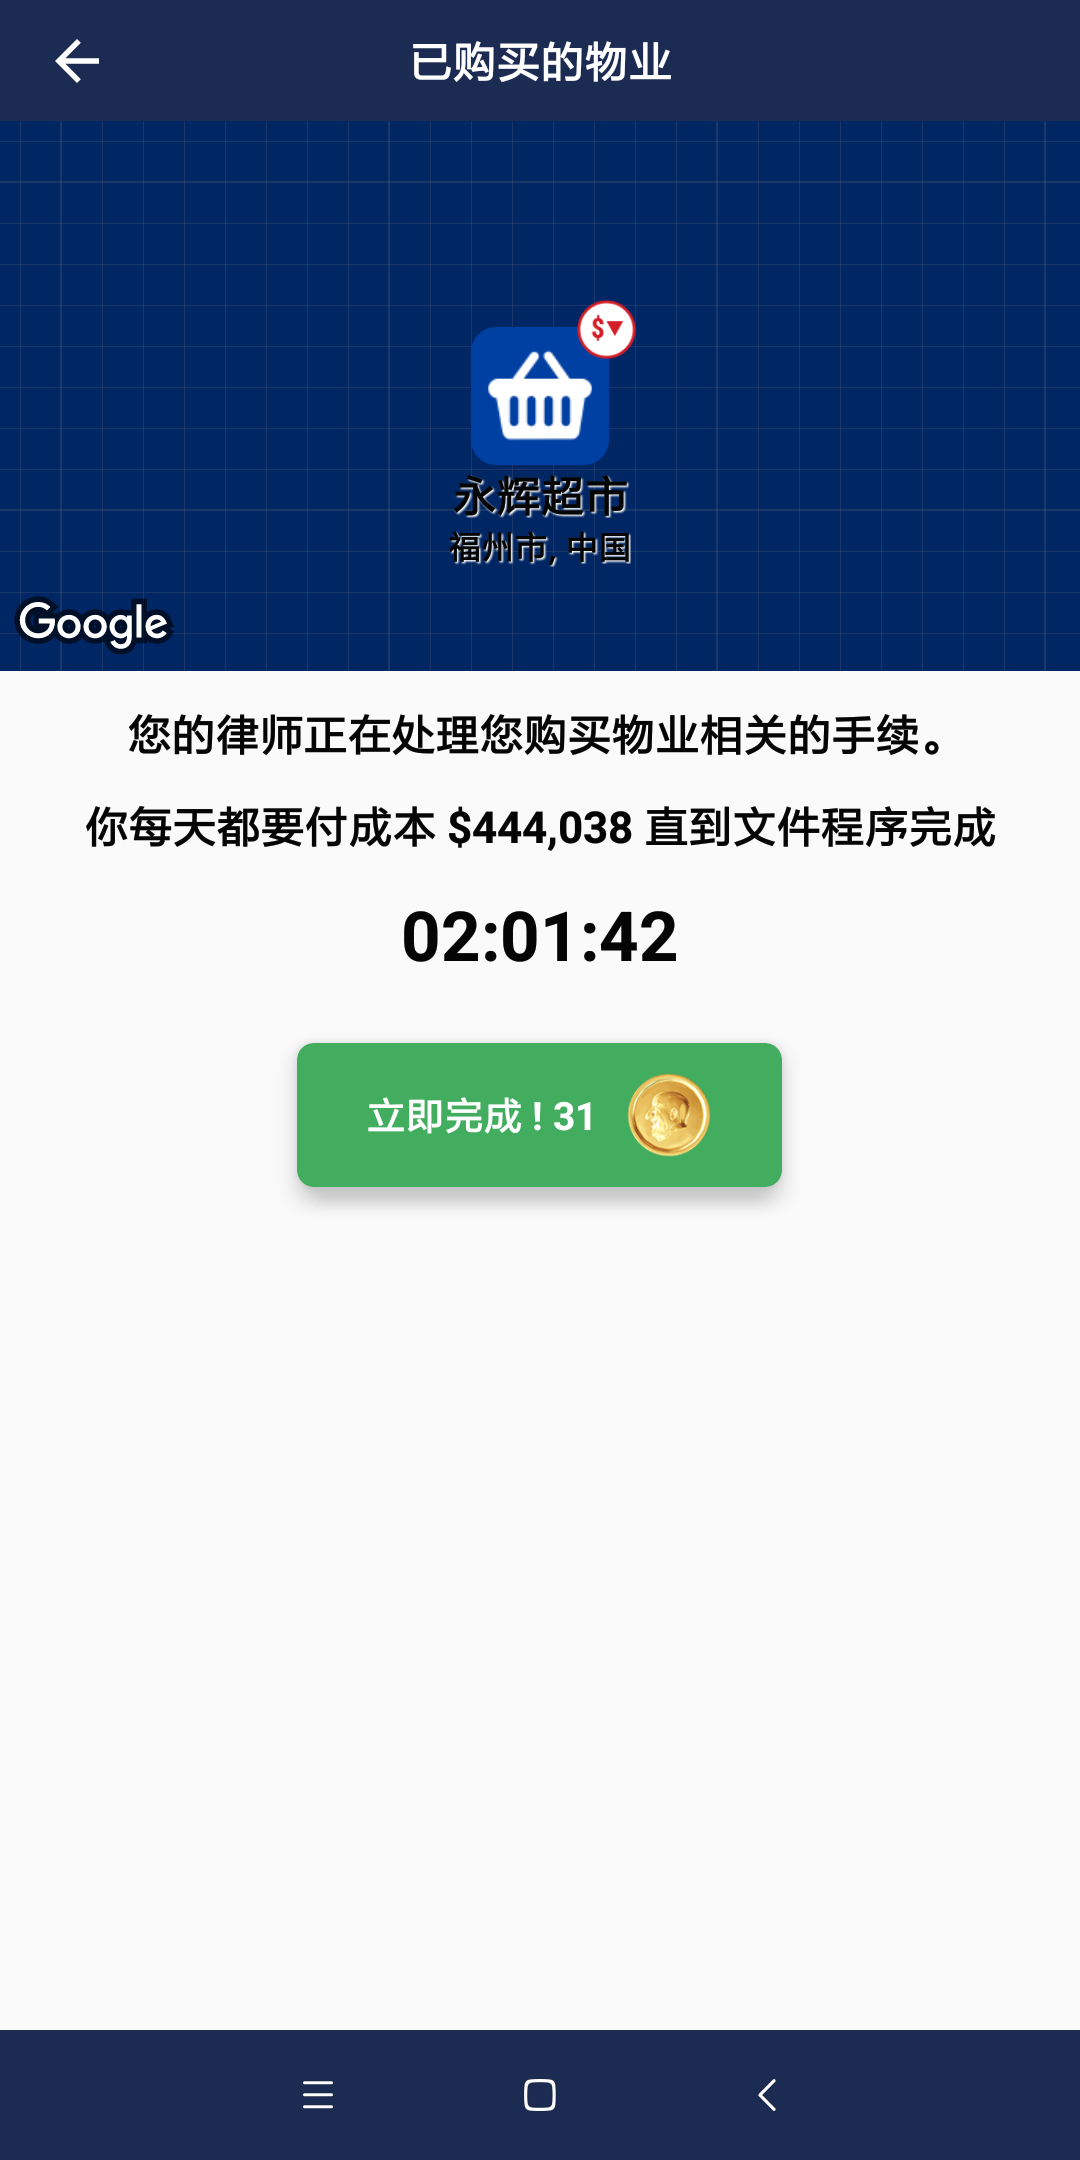 已购买的物业
$▼
永辉超市
福州市, 中国
Google
您的律师正在处理您购买物业相关的手续。
你每天都要付成本 $444,038 直到文件程序完成
02:01:42
立即完成 ! 31